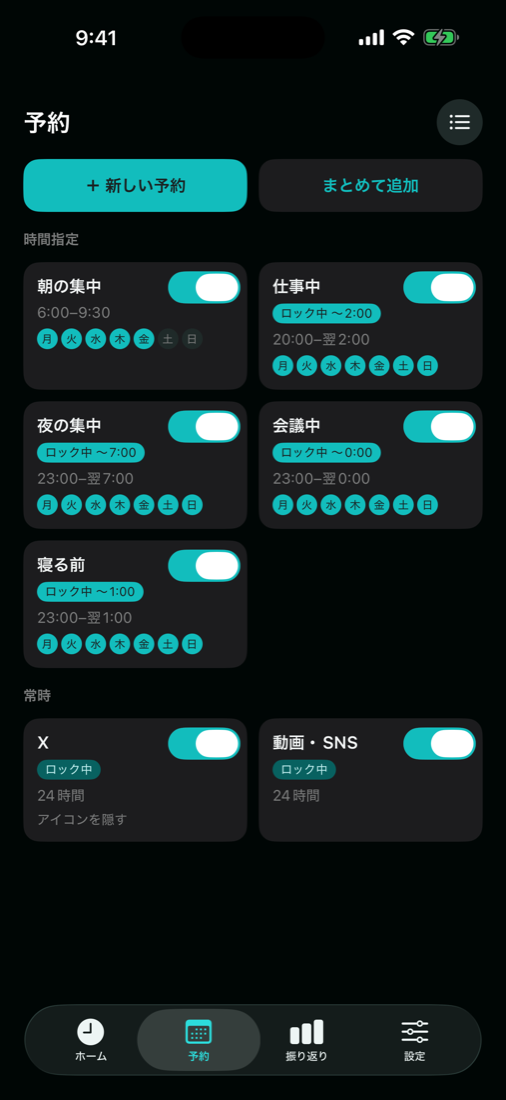 9:41
予約
＋ 新しい予約
まとめて追加
時間指定
朝の集中
6:00–9:30
月 火 水 木 金 土 日
仕事中
ロック中 〜2:00
20:00–翌2:00
月 火 水 木 金 土 日
夜の集中
ロック中 〜7:00
23:00–翌7:00
月 火 水 木 金 土 日
会議中
ロック中 〜0:00
23:00–翌0:00
月 火 水 木 金 土 日
寝る前
ロック中 〜1:00
23:00–翌1:00
月 火 水 木 金 土 日
常時
X
ロック中
24時間
アイコンを隠す
動画・SNS
ロック中
24時間
ホーム
予約
振り返り
設定